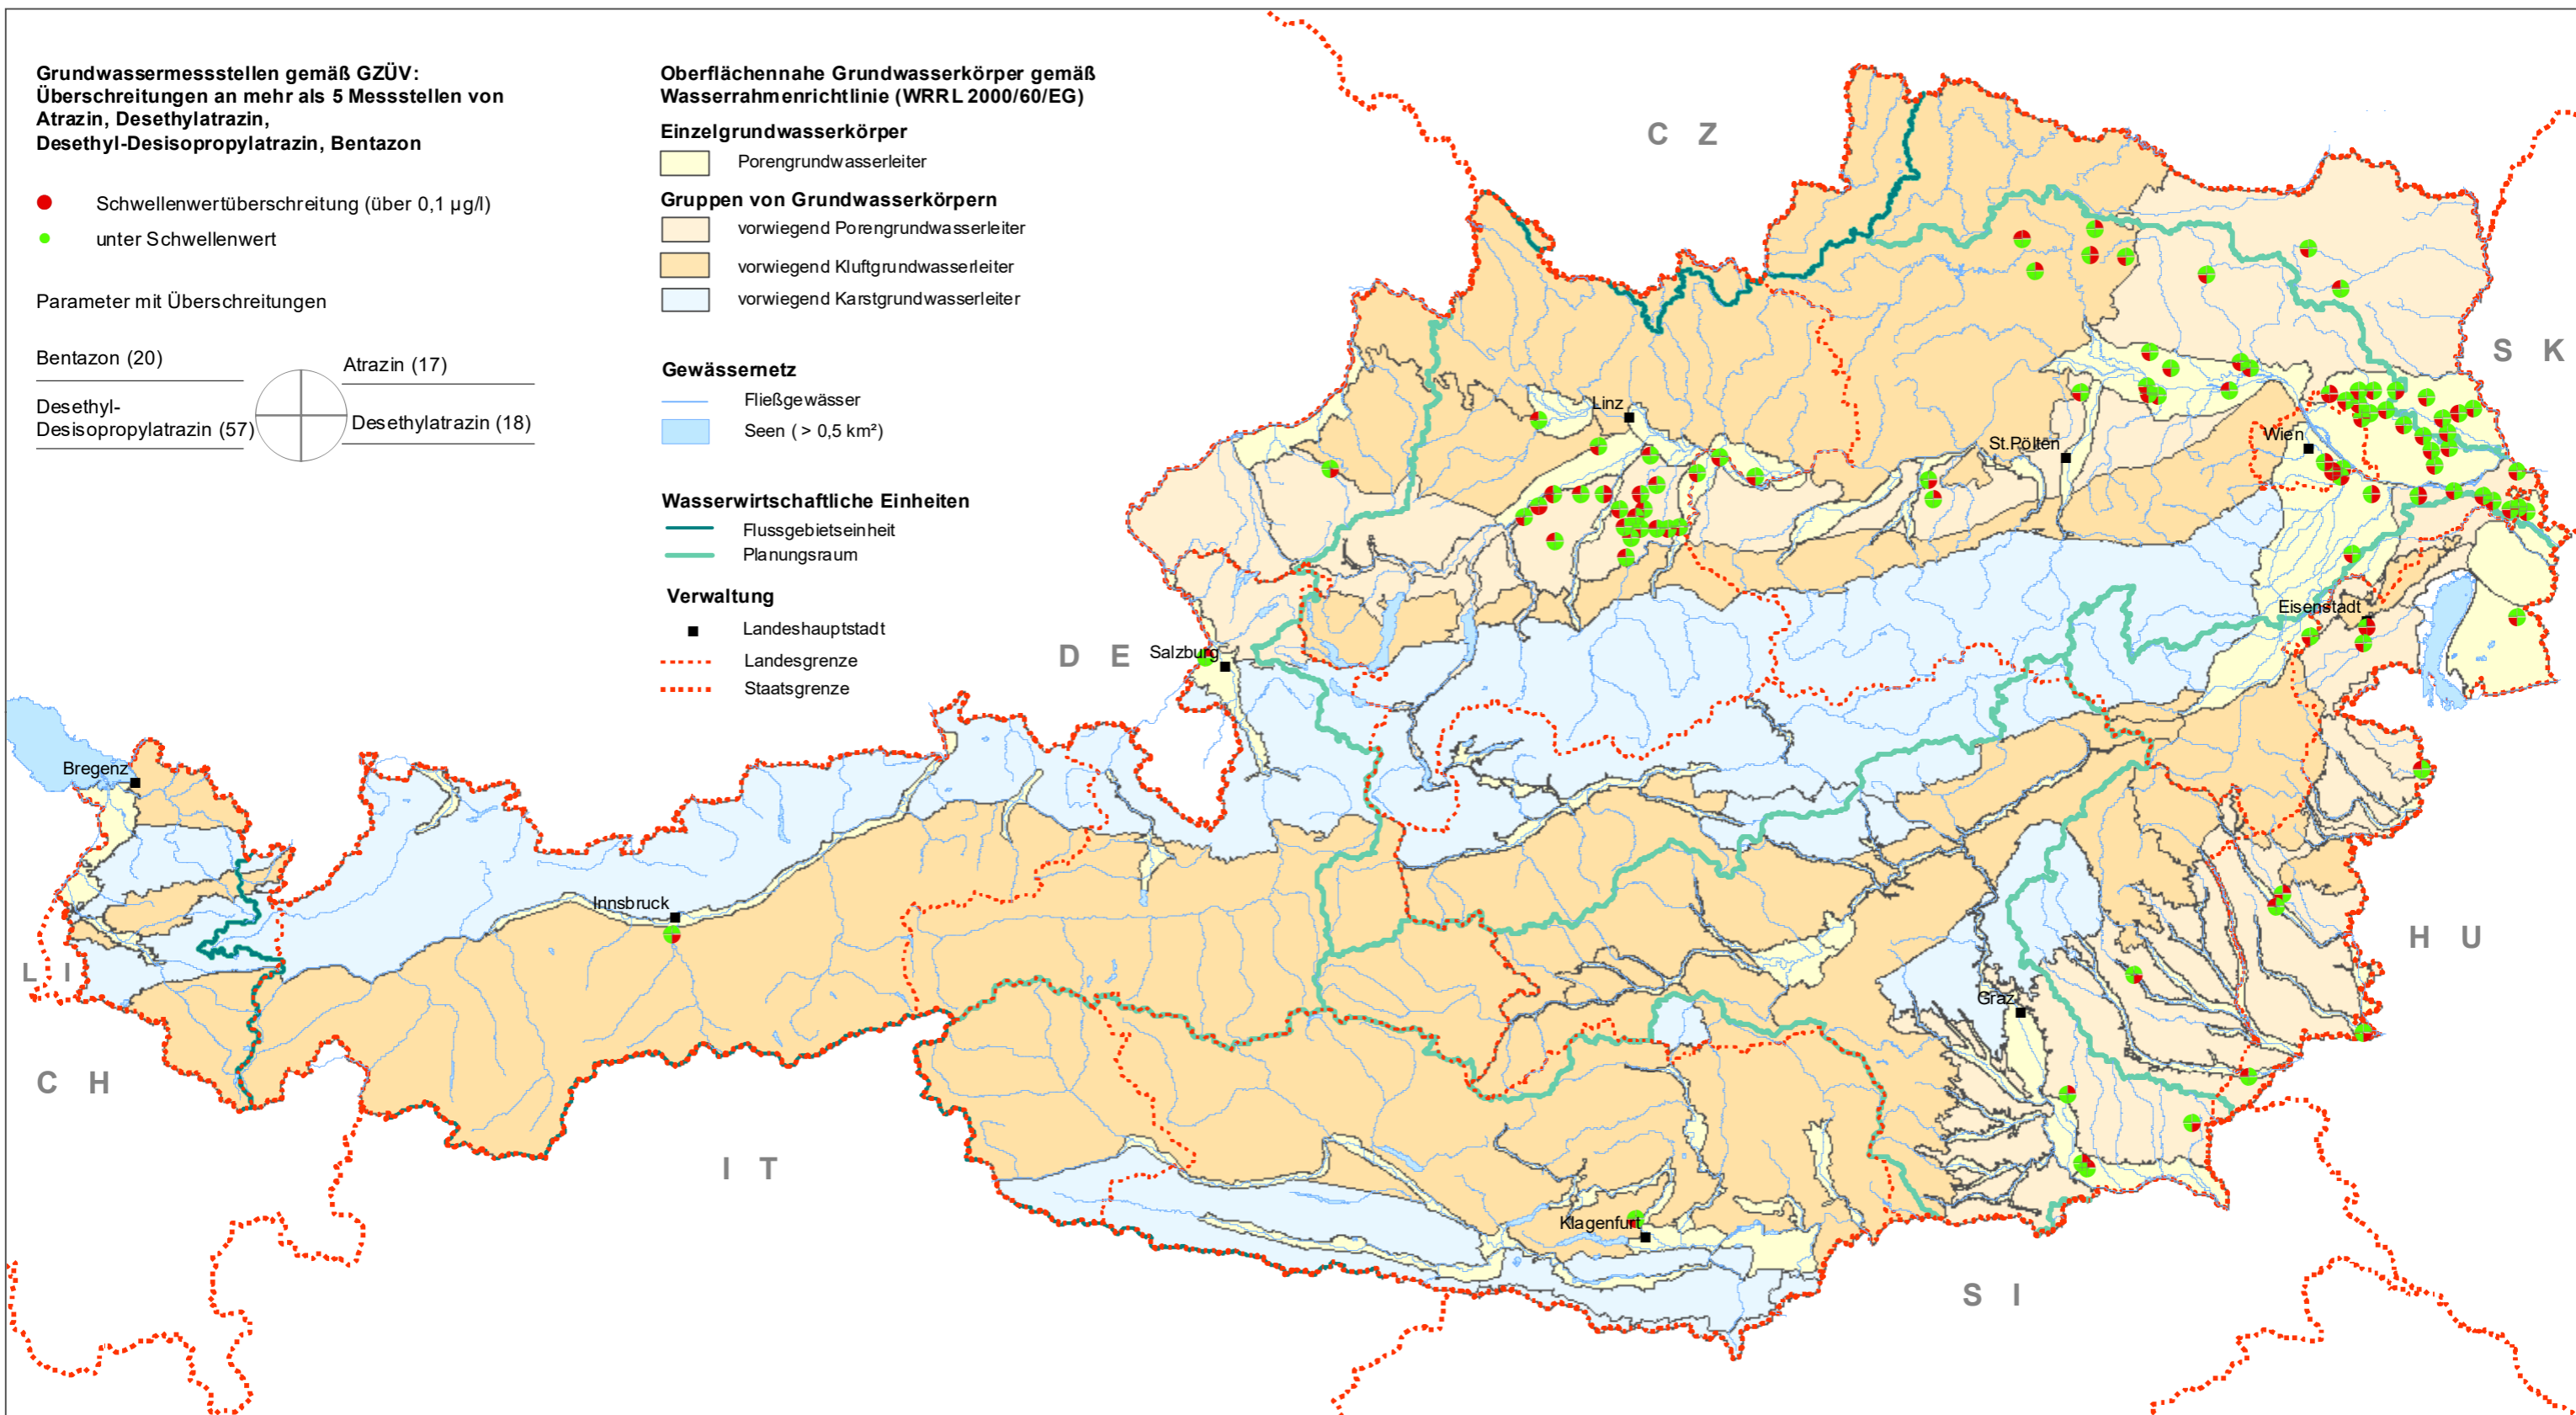 Grundwassermessstellen gemäß GZÜV:
Überschreitungen an mehr als 5 Messstellen von
Atrazin, Desethylatrazin,
Desethyl-Desisopropylatrazin, Bentazon
Schwellenwertüberschreitung (über 0,1 µg/l)
unter Schwellenwert
Parameter mit Überschreitungen
Bentazon (20)
Atrazin (17)
Desethyl-
Desisopropylatrazin (57)
Desethylatrazin (18)
Oberflächennahe Grundwasserkörper gemäß
Wasserrahmenrichtlinie (WRRL 2000/60/EG)
Einzelgrundwasserkörper
Porengrundwasserleiter
Gruppen von Grundwasserkörpern
vorwiegend Porengrundwasserleiter
vorwiegend Kluftgrundwasserleiter
vorwiegend Karstgrundwasserleiter
Gewässernetz
Fließgewässer
Seen ( > 0,5 km²)
Wasserwirtschaftliche Einheiten
Flussgebietseinheit
Planungsraum
Verwaltung
Landeshauptstadt
Landesgrenze
Staatsgrenze
C Z
S K
Linz
Wien
St.Pölten
Eisenstadt
D E
Salzburg
Bregenz
Innsbruck
L I
H U
Graz
C H
I T
Klagenfurt
S I